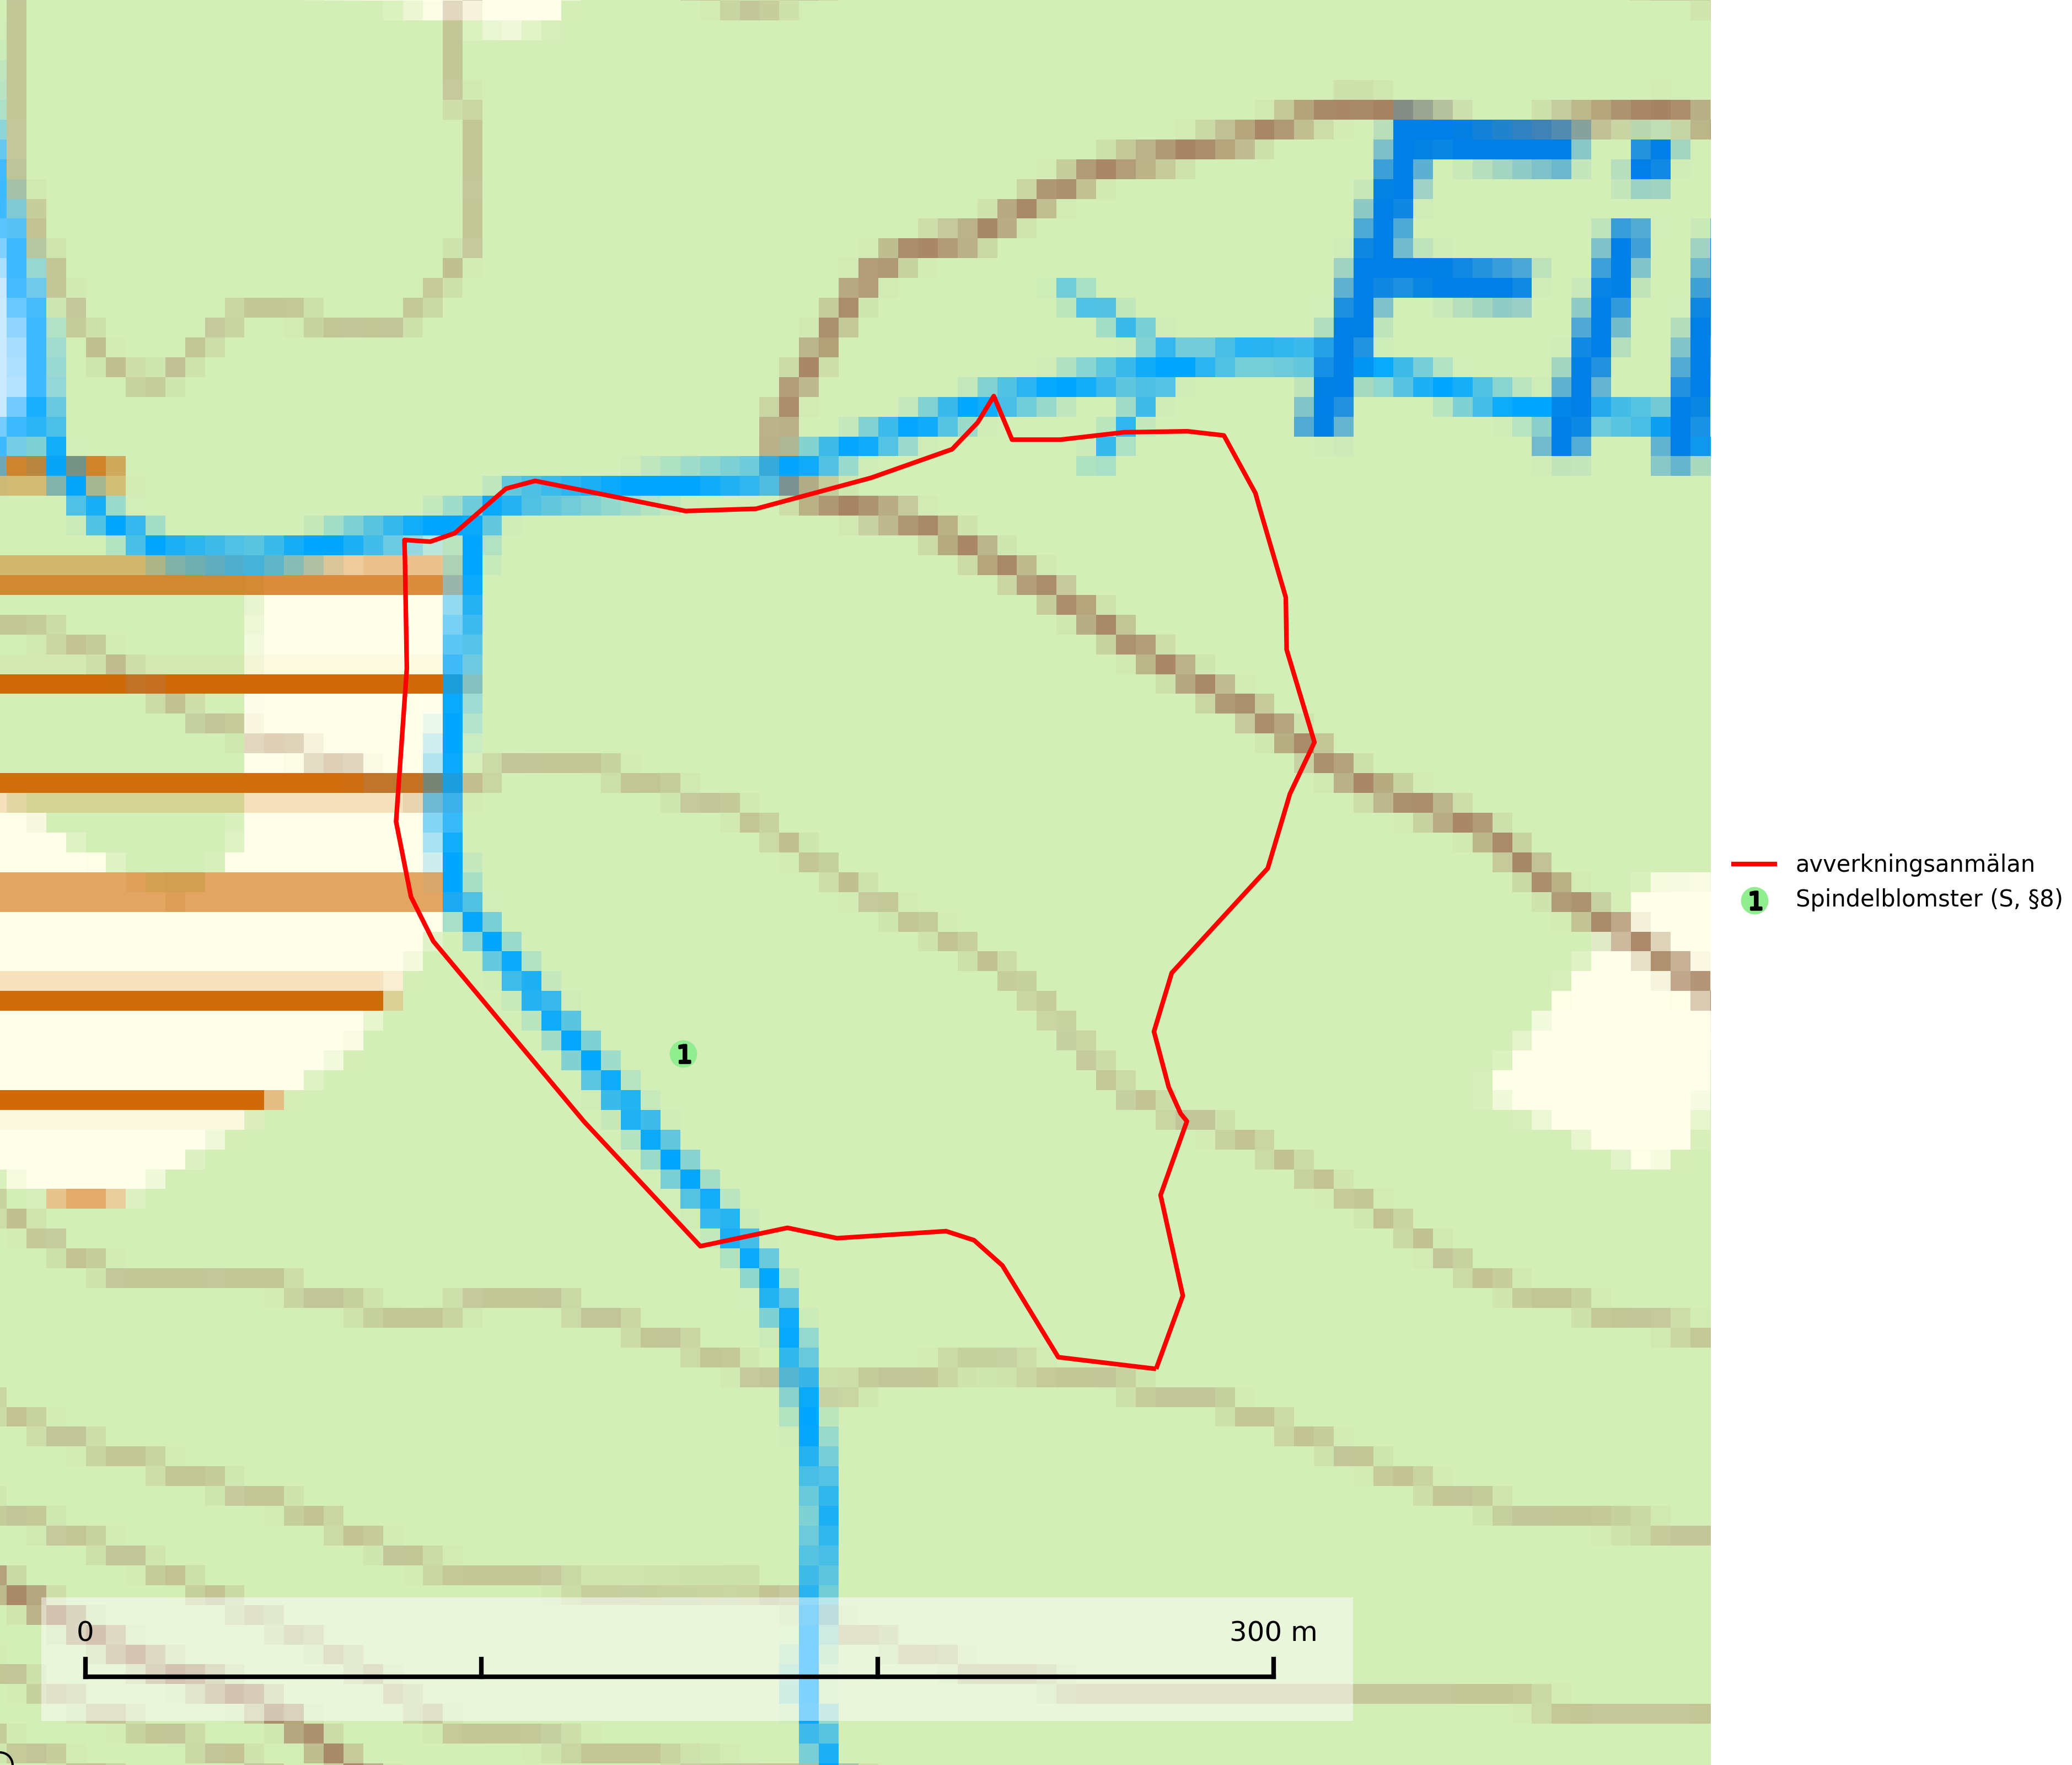 avverkningsanmälan
1 Spindelblomster (S, §8)
1
0 300 m